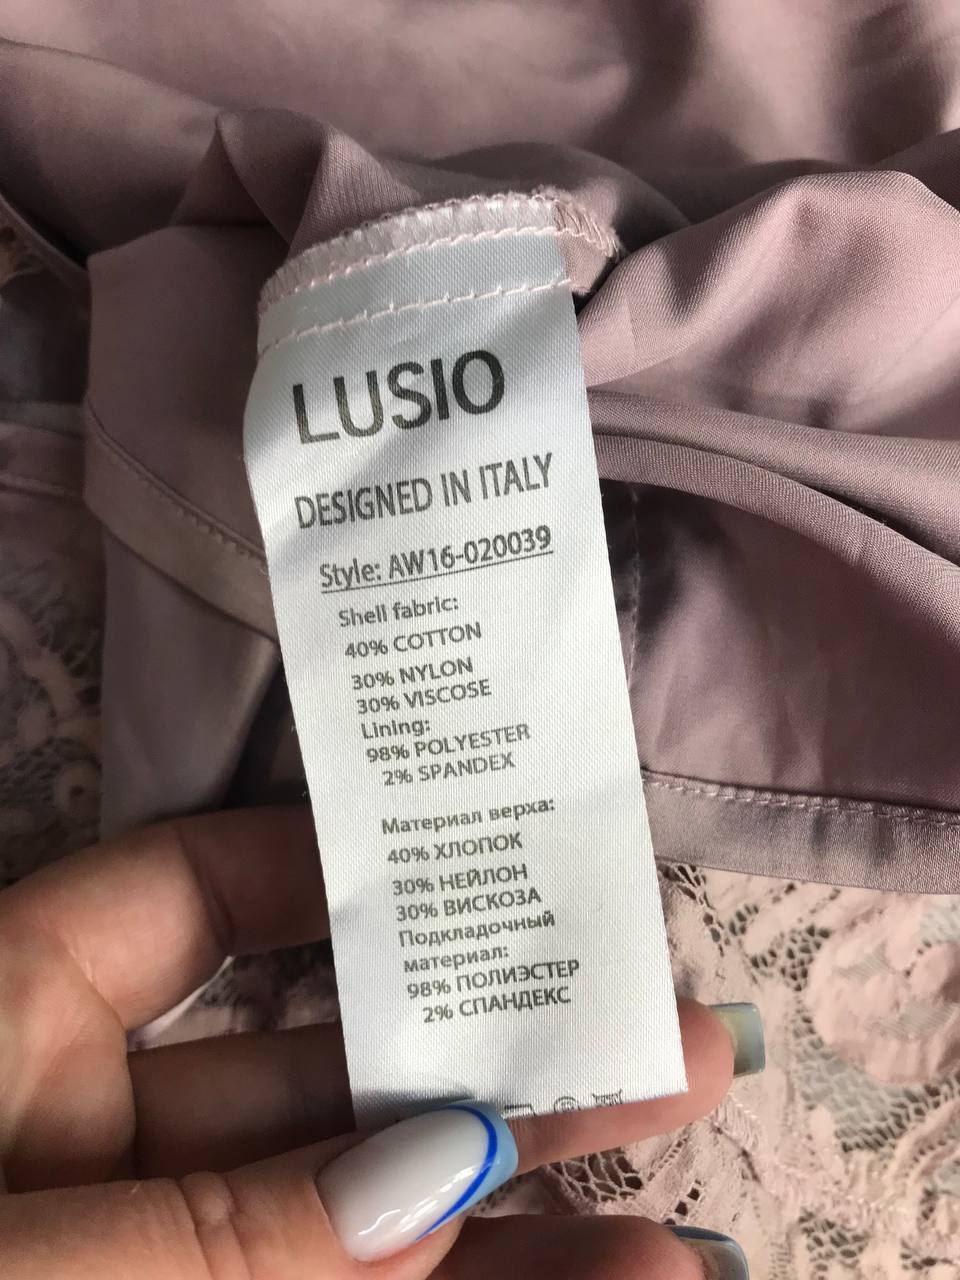 LUSIO
DESIGNED IN ITALY
Style: AW16-020039
Shell fabric:
40% COTTON
30% NYLON
30% VISCOSE
Lining:
98% POLYESTER
2% SPANDEX
Материал верха:
40% ХЛОПОК
30% НЕЙЛОН
30% ВИСКОЗА
Подкладочный
материал:
98% ПОЛИЭСТЕР
2% СПАНДЕКС